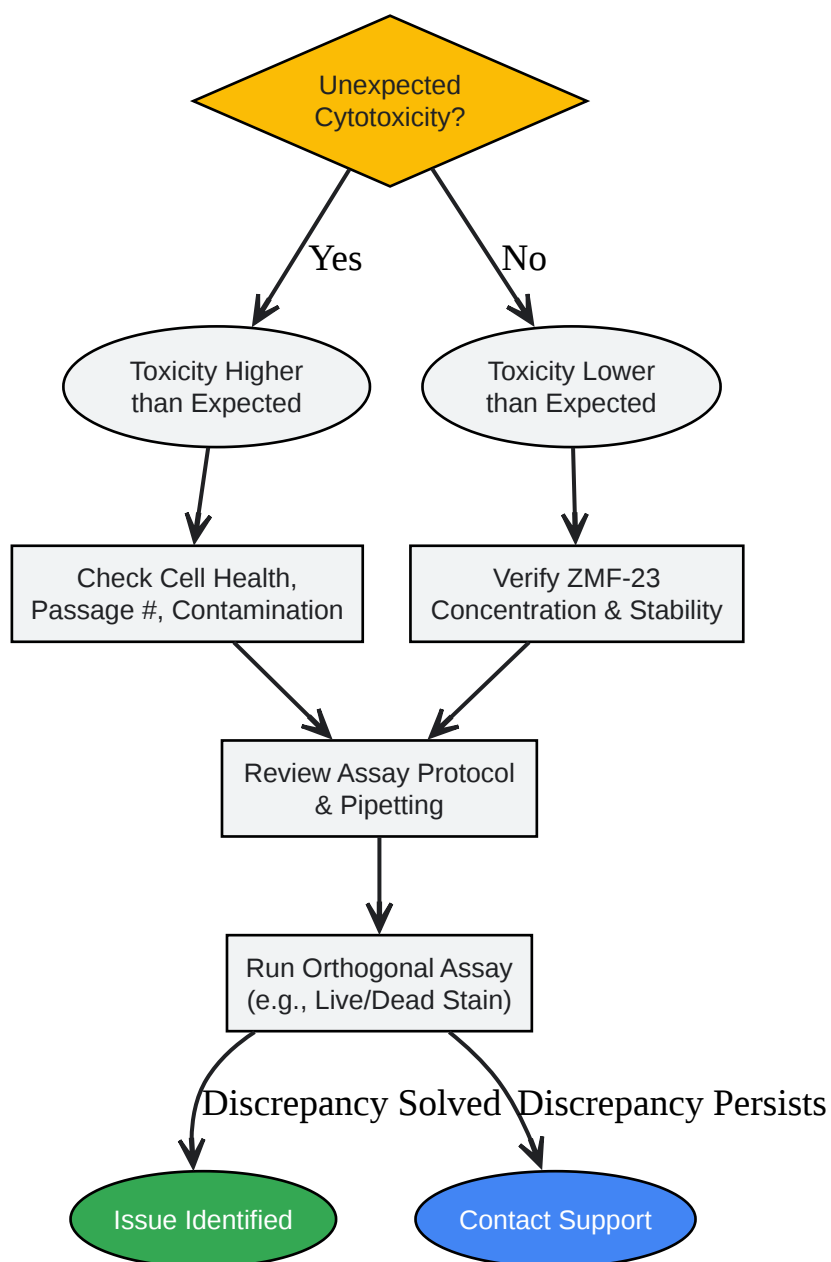 Unexpected
Cytotoxicity?
Yes
No
Toxicity Higher
than Expected
Toxicity Lower
than Expected
Check Cell Health,
Passage #, Contamination
Verify ZMF-23
Concentration & Stability
Review Assay Protocol
& Pipetting
Run Orthogonal Assay
(e.g., Live/Dead Stain)
Discrepancy Solved
Discrepancy Persists
Issue Identified
Contact Support